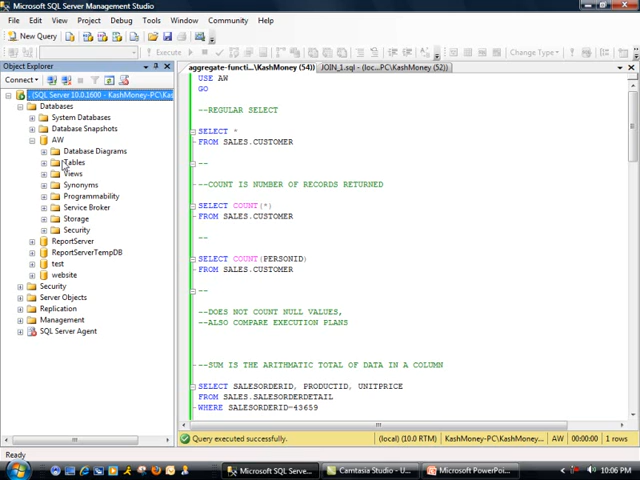 Microsoft SQL Server Management Studio
File Edit View Project Debug Tools Window Community Help
New Query
Execute
Change Type
Object Explorer
aggregate-functi...\KashMoney (54)) JOIN_1.sql - (loc...PC\KashMoney (52))
Connect
. (SQL Server 10.0.1600 - KashMoney-PC\Kas
Databases
System Databases
Database Snapshots
AW
Database Diagrams
Tables
Views
Synonyms
Programmability
Service Broker
Storage
Security
ReportServer
ReportServerTempDB
test
website
Security
Server Objects
Replication
Management
SQL Server Agent
USE AW
GO
--REGULAR SELECT
SELECT *
FROM SALES.CUSTOMER
--
--COUNT IS NUMBER OF RECORDS RETURNED
SELECT COUNT(*)
FROM SALES.CUSTOMER
--
SELECT COUNT(PERSONID)
FROM SALES.CUSTOMER
--
--DOES NOT COUNT NULL VALUES,
--ALSO COMPARE EXECUTION PLANS
--SUM IS THE ARITHMATIC TOTAL OF DATA IN A COLUMN
SELECT SALESORDERID, PRODUCTID, UNITPRICE
FROM SALES.SALESORDERDETAIL
WHERE SALESORDERID=43659
Query executed successfully. (local) (10.0 RTM) KashMoney-PC\KashMoney... AW 00:00:00 1 rows
Ready
Microsoft SQL Serve... Camtasia Studio - U... Microsoft PowerPoi... 10:06 PM